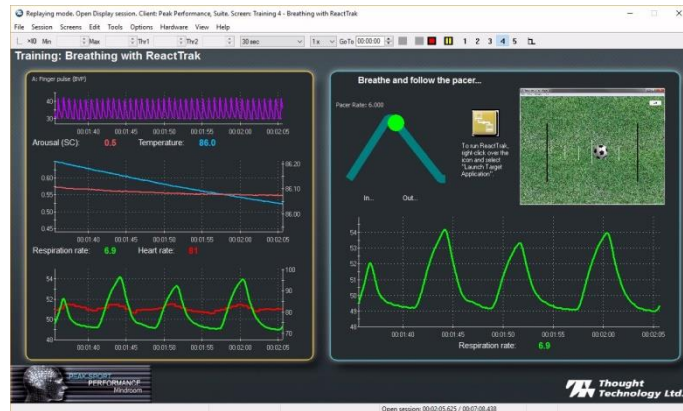 Replaying mode. Open Display session. Client: Peak Performance, Suite. Screen: Training 4 - Breathing with ReactTrak
File Session Screens Edit Tools Options Hardware View Help
Min Max Thr1 Thr2 30 sec 1 x GoTo 00:00:00 1 2 3 4 5
Training: Breathing with ReactTrak
A: Finger pulse (BVP)
40
30
00:01:40 00:01:45 00:01:50 00:01:55 00:02:00 00:02:05
Arousal (SC): 0.5 Temperature: 86.0
0.60
0.55
0.50
0.45
86.20
86.10
86.00
00:01:40 00:01:45 00:01:50 00:01:55 00:02:00 00:02:05
Respiration rate: 6.9 Heart rate: 81
54
52
50
100
90
80
70
00:01:40 00:01:45 00:01:50 00:01:55 00:02:00 00:02:05
Breathe and follow the pacer...
Pacer Rate: 6.000
In... Out...
To run ReactTrak,
right-click over the
icon and select
"Launch Target
Application".
54
53
52
51
50
49
00:01:40 00:01:45 00:01:50 00:01:55 00:02:00 00:02:05
Respiration rate: 6.9
PEAK-SPORT
PERFORMANCE
Mindroom
Thought
Technology Ltd.
Open session: 00:02:05.625 / 00:07:08.438